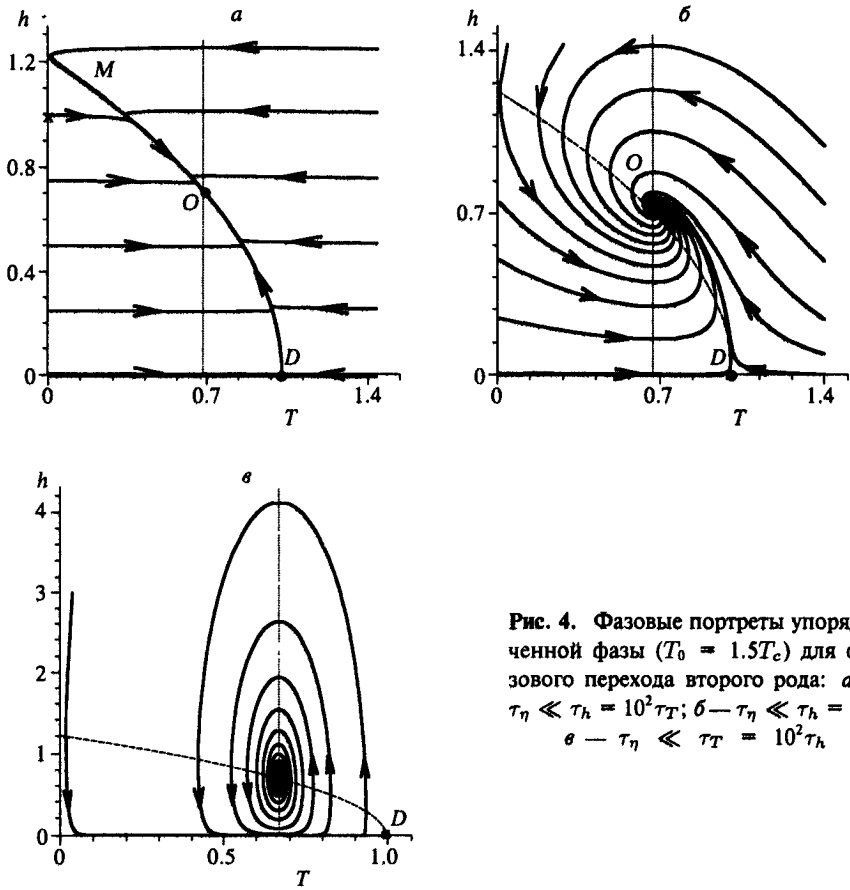 h
а
1.2
M
0.8
O
0.4
D
0
0
0.7
1.4
T
h
б
1.4
O
0.7
D
0
0
0.7
1.4
T
h
в
4
3
2
1
D
0
0
0.5
1.0
T
Рис. 4. Фазовые портреты упоря
ченной фазы (T₀ = 1.5T_c) для
зового перехода второго рода: а
τ_η ≪ τ_h = 10²τ_T; б — τ_η ≪ τ_h =
в — τ_η ≪ τ_T = 10²τ_h